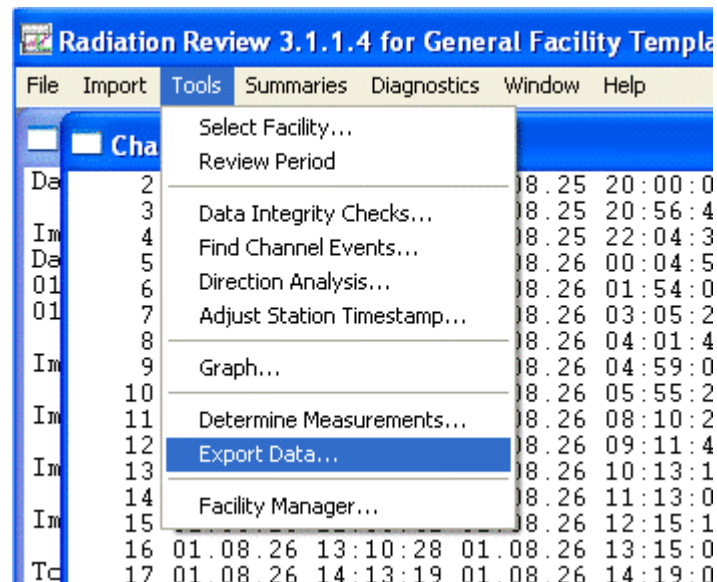 Radiation Review 3.1.1.4 for General Facility Templa
File Import Tools Summaries Diagnostics Window Help
Cha
Select Facility...
Review Period
Data Integrity Checks...
Find Channel Events...
Direction Analysis...
Adjust Station Timestamp...
Graph...
Determine Measurements...
Export Data...
Facility Manager...
Da
Im
Da
01
01
Im
Im
Im
Im
To
2 08.25 20:00:0
3 08.25 20:56:4
4 08.25 22:04:3
5 08.26 00:04:5
6 08.26 01:54:0
7 08.26 03:05:2
8 08.26 04:01:4
9 08.26 04:59:0
10 08.26 05:55:2
11 08.26 08:10:2
12 08.26 09:11:4
13 08.26 10:13:1
14 08.26 11:13:0
15 08.26 12:15:1
16 01.08.26 13:10:28 01.08.26 13:15:0
17 01.08.26 14:13:19 01.08.26 14:19:0